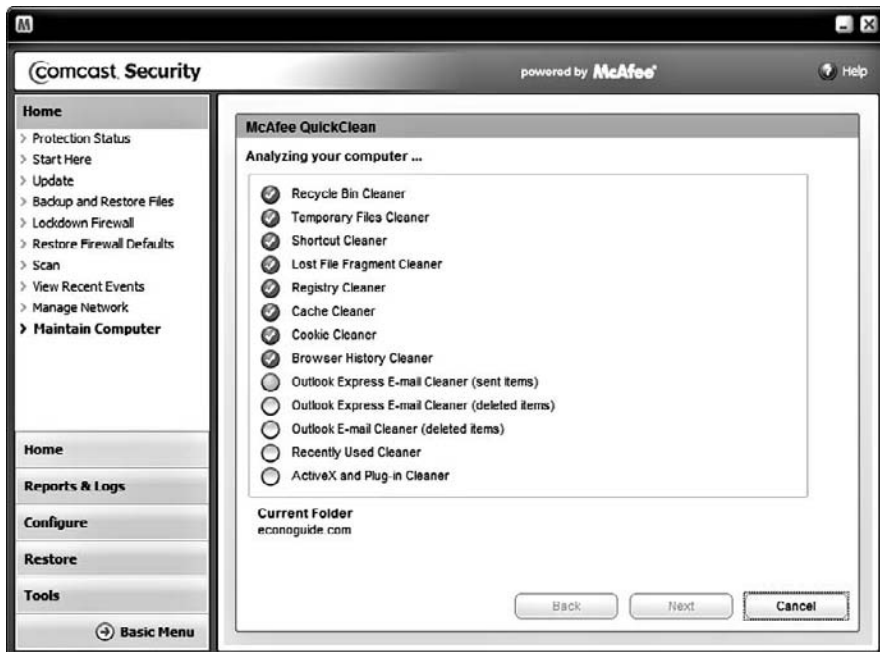 M
Comcast. Security
powered by McAfee®
? Help
Home
> Protection Status
> Start Here
> Update
> Backup and Restore Files
> Lockdown Firewall
> Restore Firewall Defaults
> Scan
> View Recent Events
> Manage Network
> Maintain Computer
Home
Reports & Logs
Configure
Restore
Tools
Basic Menu
McAfee QuickClean
Analyzing your computer ...
Recycle Bin Cleaner
Temporary Files Cleaner
Shortcut Cleaner
Lost File Fragment Cleaner
Registry Cleaner
Cache Cleaner
Cookie Cleaner
Browser History Cleaner
Outlook Express E-mail Cleaner (sent items)
Outlook Express E-mail Cleaner (deleted items)
Outlook E-mail Cleaner (deleted items)
Recently Used Cleaner
ActiveX and Plug-in Cleaner
Current Folder
econoguide.com
Back
Next
Cancel